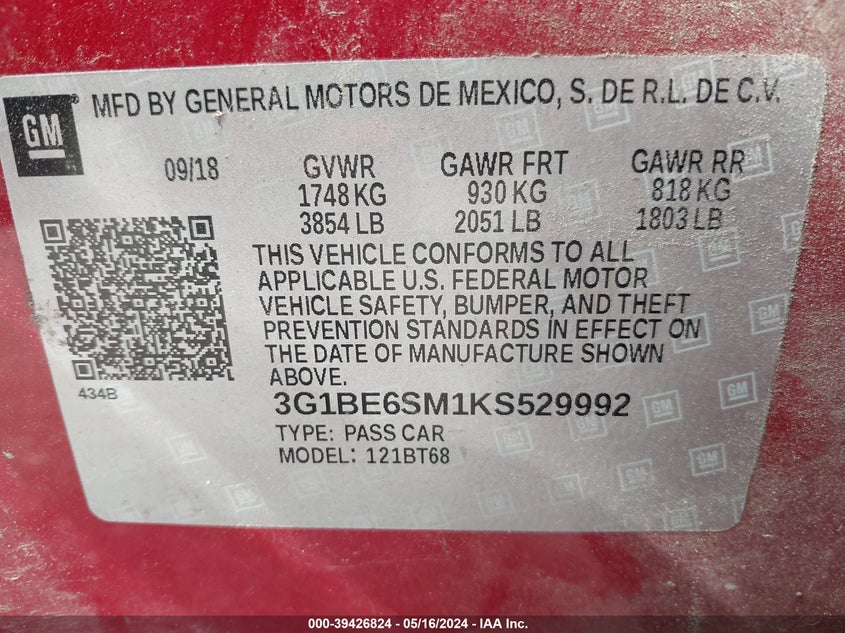 GM
MFD BY GENERAL MOTORS DE MEXICO, S. DE R.L. DE C.V.
09/18 GVWR GAWR FRT GAWR RR
1748 KG 930 KG 818 KG
3854 LB 2051 LB 1803 LB
THIS VEHICLE CONFORMS TO ALL
APPLICABLE U.S. FEDERAL MOTOR
VEHICLE SAFETY, BUMPER, AND THEFT
PREVENTION STANDARDS IN EFFECT ON
THE DATE OF MANUFACTURE SHOWN
ABOVE.
434B
3G1BE6SM1KS529992
TYPE: PASS CAR
MODEL: 121BT68
000-39426824 - 05/16/2024 - IAA Inc.